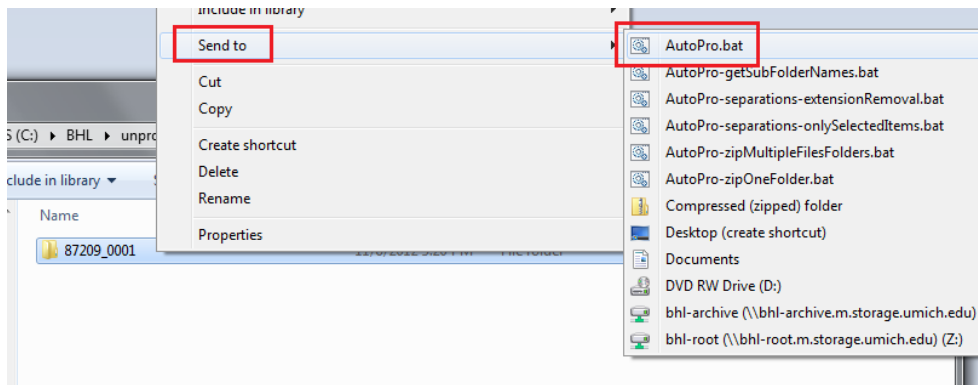 Include in library
Send to
Cut
Copy
Create shortcut
Delete
Rename
Properties
AutoPro.bat
AutoPro-getSubFolderNames.bat
AutoPro-separations-extensionRemoval.bat
AutoPro-separations-onlySelectedItems.bat
AutoPro-zipMultipleFilesFolders.bat
AutoPro-zipOneFolder.bat
Compressed (zipped) folder
Desktop (create shortcut)
Documents
DVD RW Drive (D:)
bhl-archive (\\bhl-archive.m.storage.umich.edu)
bhl-root (\\bhl-root.m.storage.umich.edu) (Z:)
S (C:) BHL unpro
clude in library
Name
87209_0001